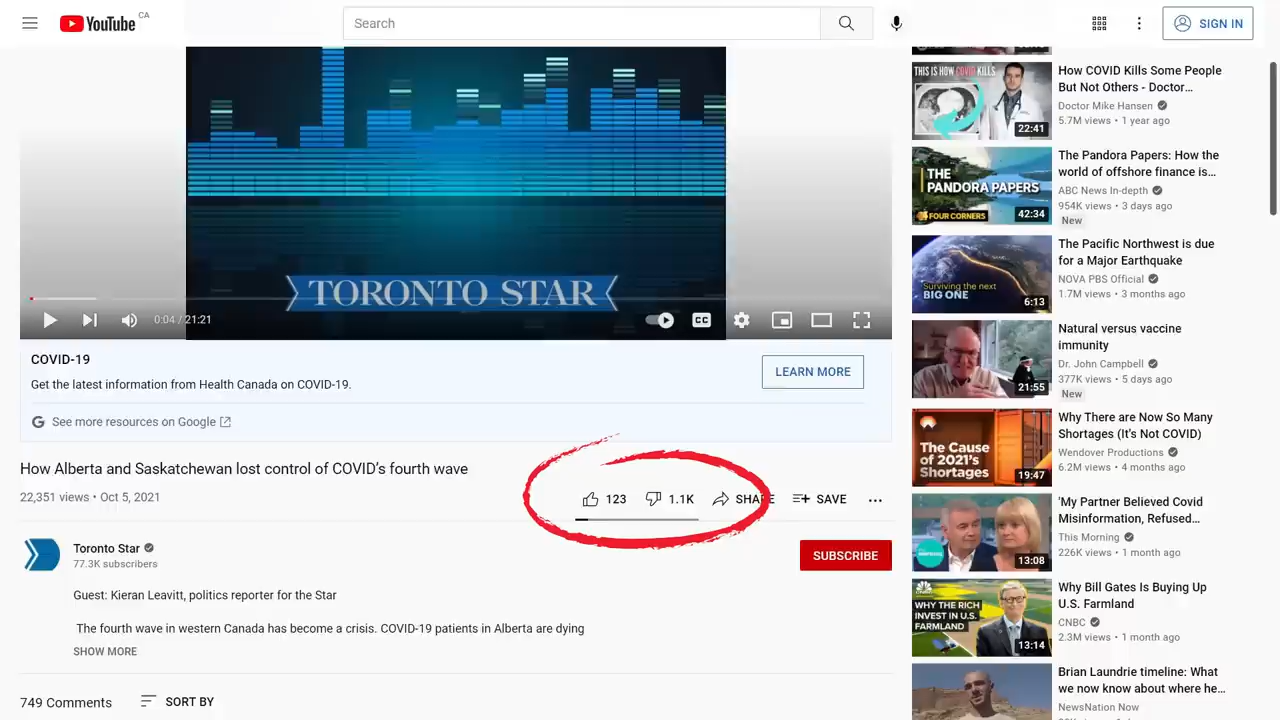 YouTube CA
Search
SIGN IN
TORONTO STAR
0:04 / 21:21
CC
COVID-19
Get the latest information from Health Canada on COVID-19.
LEARN MORE
See more resources on Google
How Alberta and Saskatchewan lost control of COVID's fourth wave
22,351 views • Oct 5, 2021
123
1.1K
SHARE
SAVE
Toronto Star
77.3K subscribers
SUBSCRIBE
Guest: Kieran Leavitt, political reporter for the Star
The fourth wave in western Canada has become a crisis. COVID-19 patients in Alberta are dying
SHOW MORE
749 Comments
SORT BY
THIS IS HOW COVID KILLS
22:41
How COVID Kills Some People
But Not Others - Doctor...
Doctor Mike Hansen
5.7M views • 1 year ago
THE
PANDORA PAPERS
FOUR CORNERS
42:34
The Pandora Papers: How the
world of offshore finance is...
ABC News In-depth
954K views • 3 days ago
New
Surviving the next
BIG ONE
6:13
The Pacific Northwest is due
for a Major Earthquake
NOVA PBS Official
1.7M views • 3 months ago
21:55
Natural versus vaccine
immunity
Dr. John Campbell
377K views • 5 days ago
New
The Cause
of 2021's
Shortages
19:47
Why There are Now So Many
Shortages (It's Not COVID)
Wendover Productions
6.2M views • 4 months ago
13:08
'My Partner Believed Covid
Misinformation, Refused...
This Morning
226K views • 1 month ago
CNBC
WHY THE RICH
INVEST IN U.S.
FARMLAND
13:14
Why Bill Gates Is Buying Up
U.S. Farmland
CNBC
2.3M views • 1 month ago
Brian Laundrie timeline: What
we now know about where he...
NewsNation Now